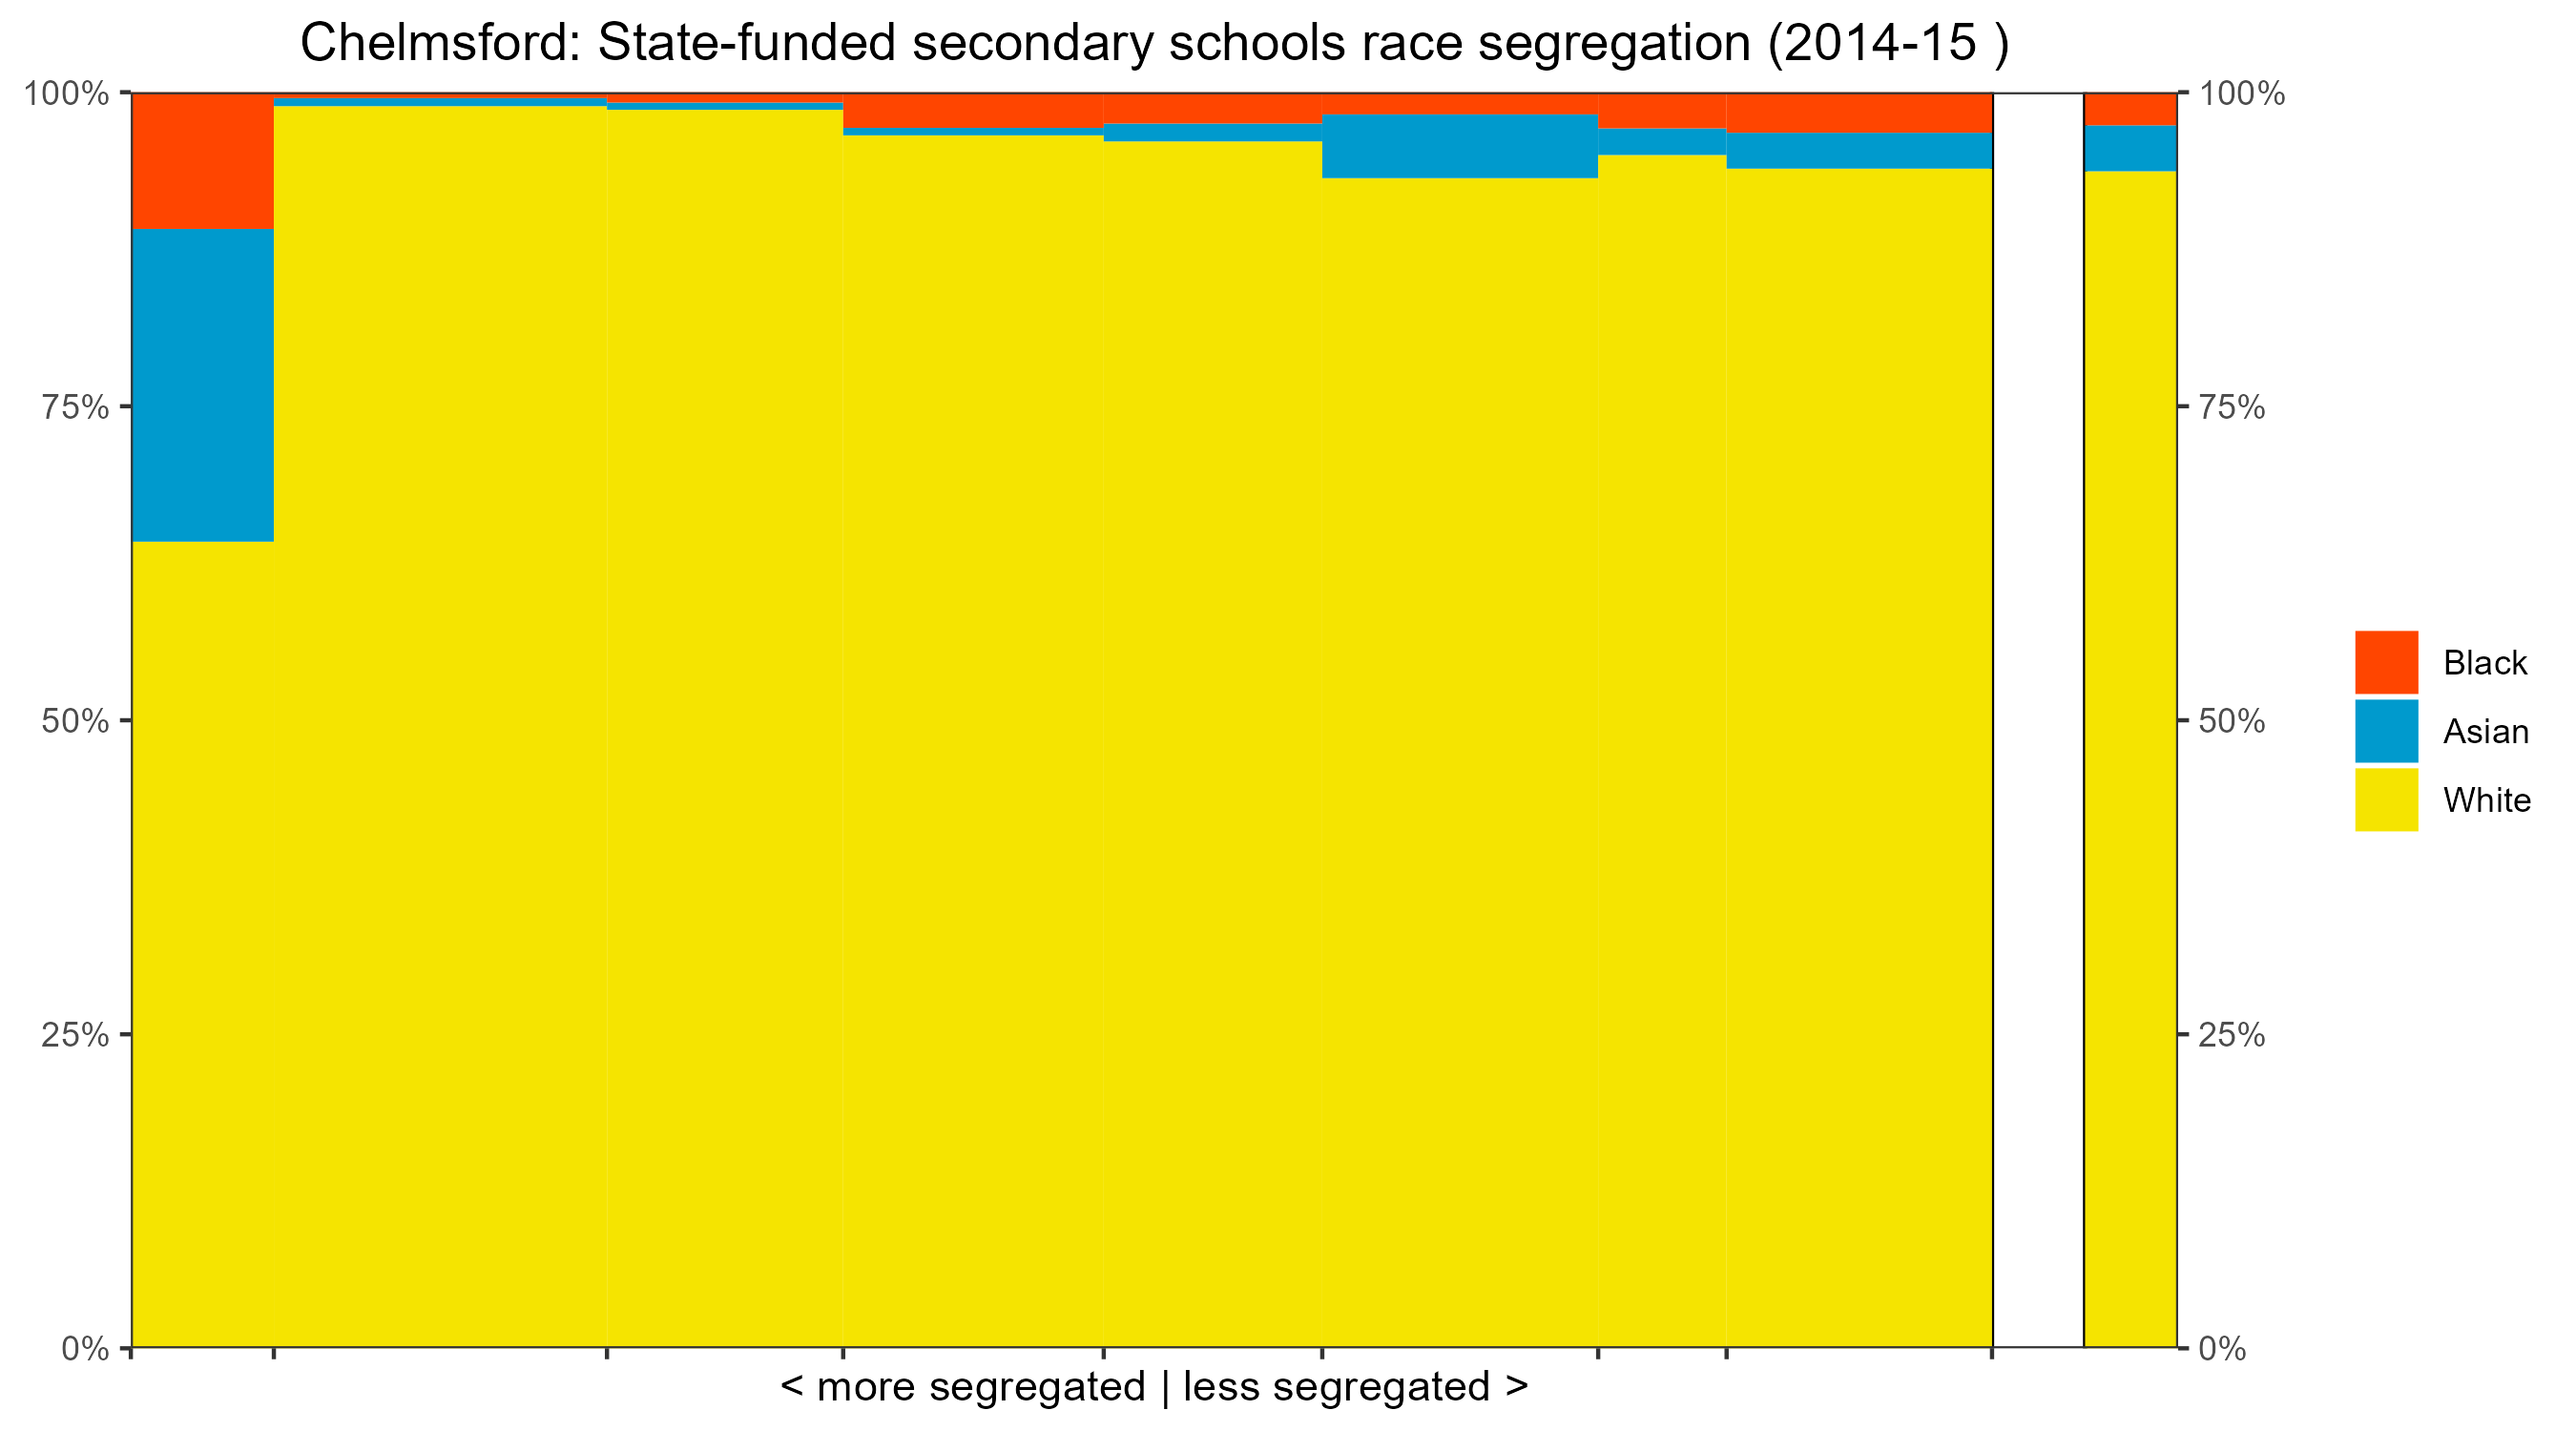 Chelmsford: State-funded secondary schools race segregation (2014-15 )
100%
75%
50%
25%
0%
100%
75%
50%
25%
0%
Black
Asian
White
< more segregated | less segregated >